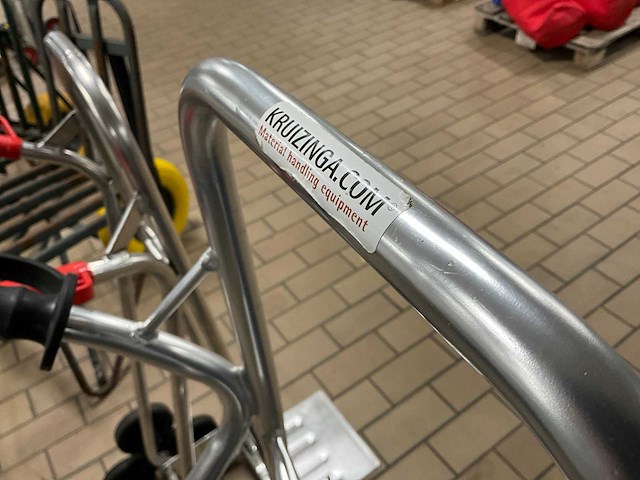 KRUIZINGA.COM®
Material handling equipment